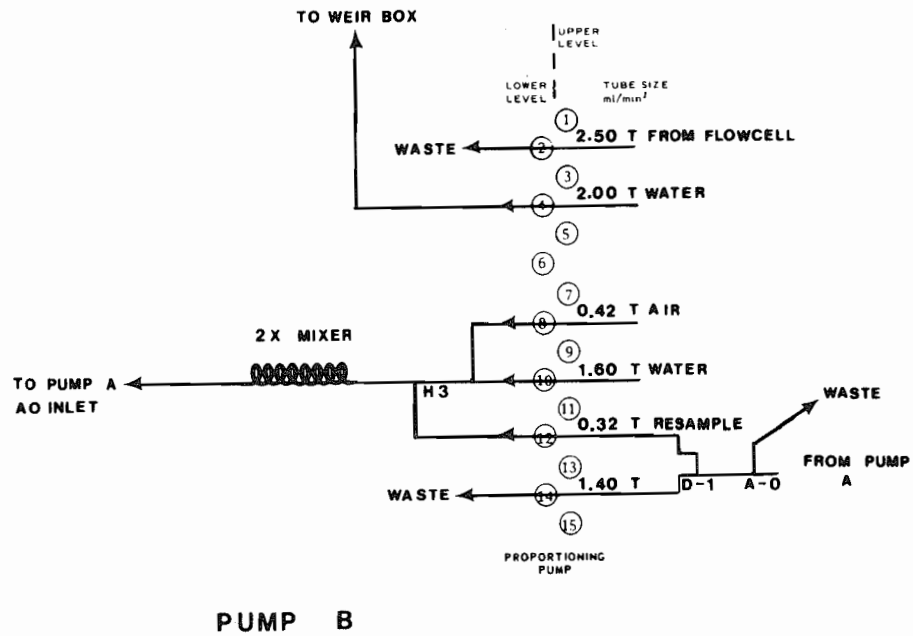 TO WEIR BOX
UPPER
LEVEL
LOWER
LEVEL
TUBE SIZE
ml/min¹
1
WASTE 2 2.50 T FROM FLOWCELL
3
4 2.00 T WATER
5
6
7
8 0.42 T AIR
2X MIXER
9
TO PUMP A
AO INLET
H3 10 1.60 T WATER
11
WASTE
12 0.32 T RESAMPLE
13
D-1 A-O
FROM PUMP
A
WASTE 14 1.40 T
15
PROPORTIONING
PUMP
PUMP B